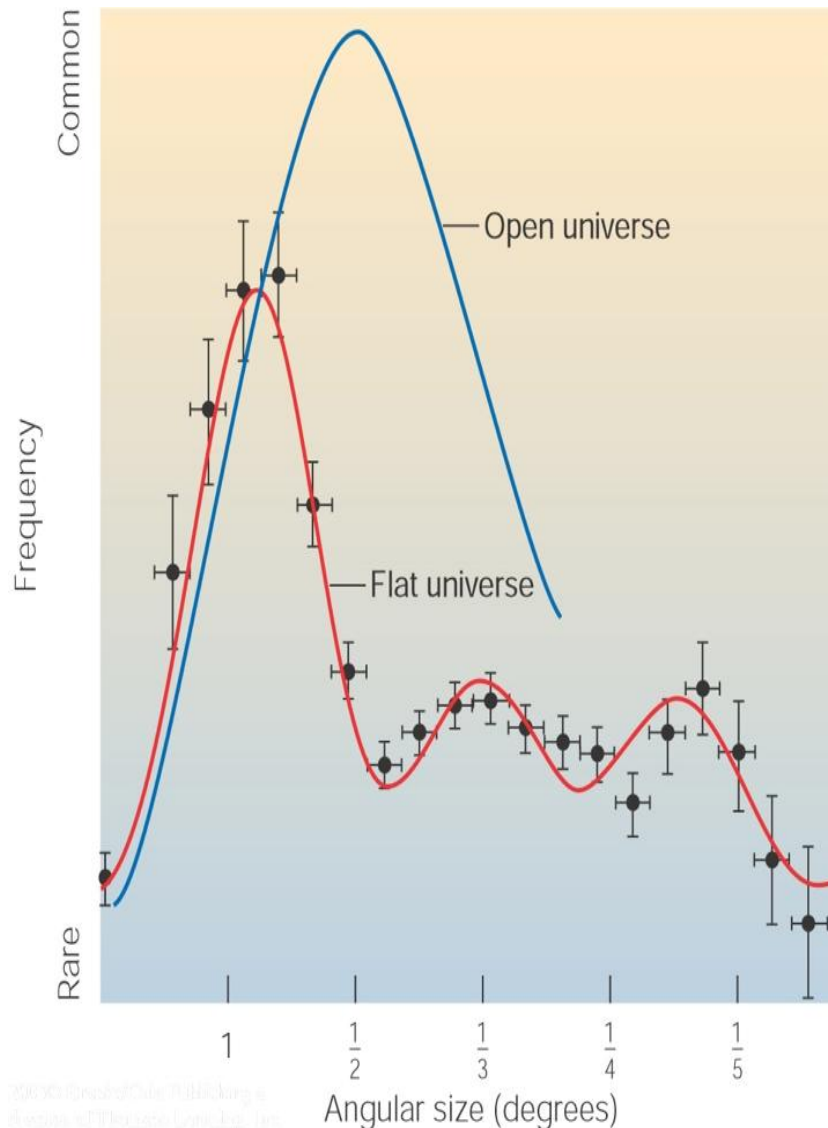 Common
Open universe
Frequency
Flat universe
Rare
1
1/2
1/3
1/4
1/5
Angular size (degrees)